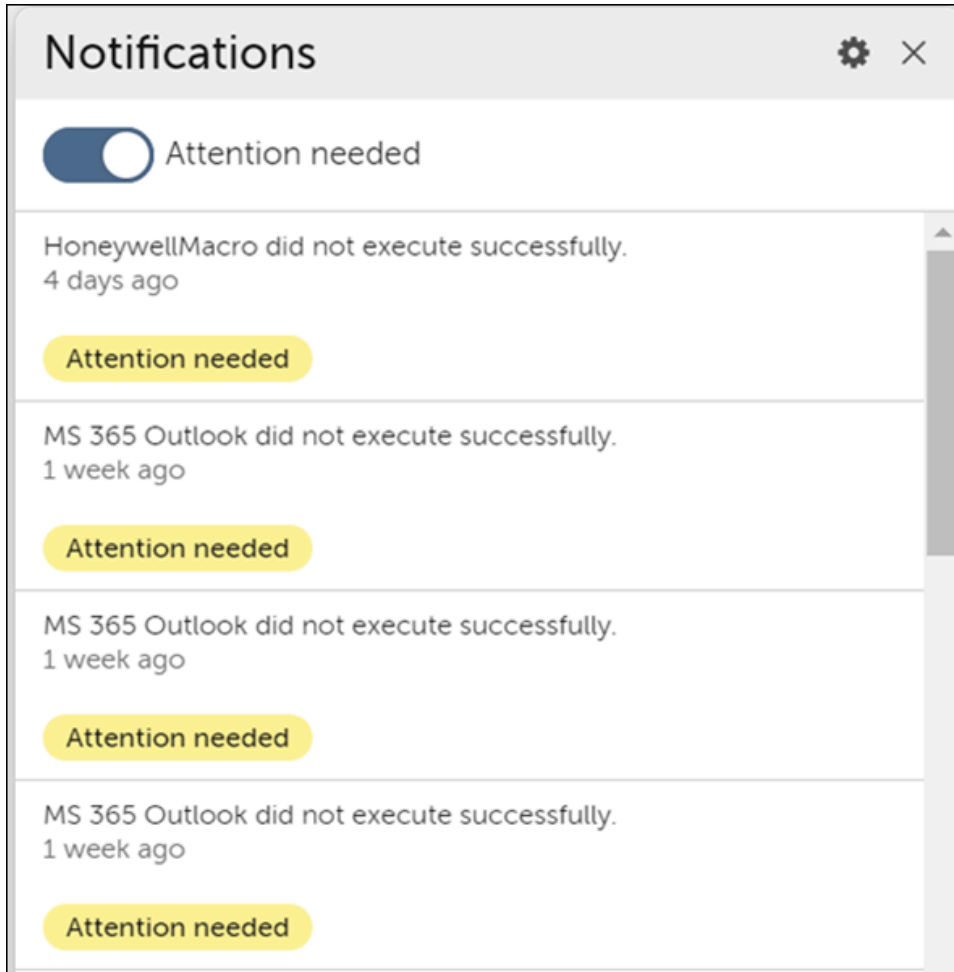 Notifications
Attention needed
HoneywellMacro did not execute successfully.
4 days ago
Attention needed
MS 365 Outlook did not execute successfully.
1 week ago
Attention needed
MS 365 Outlook did not execute successfully.
1 week ago
Attention needed
MS 365 Outlook did not execute successfully.
1 week ago
Attention needed